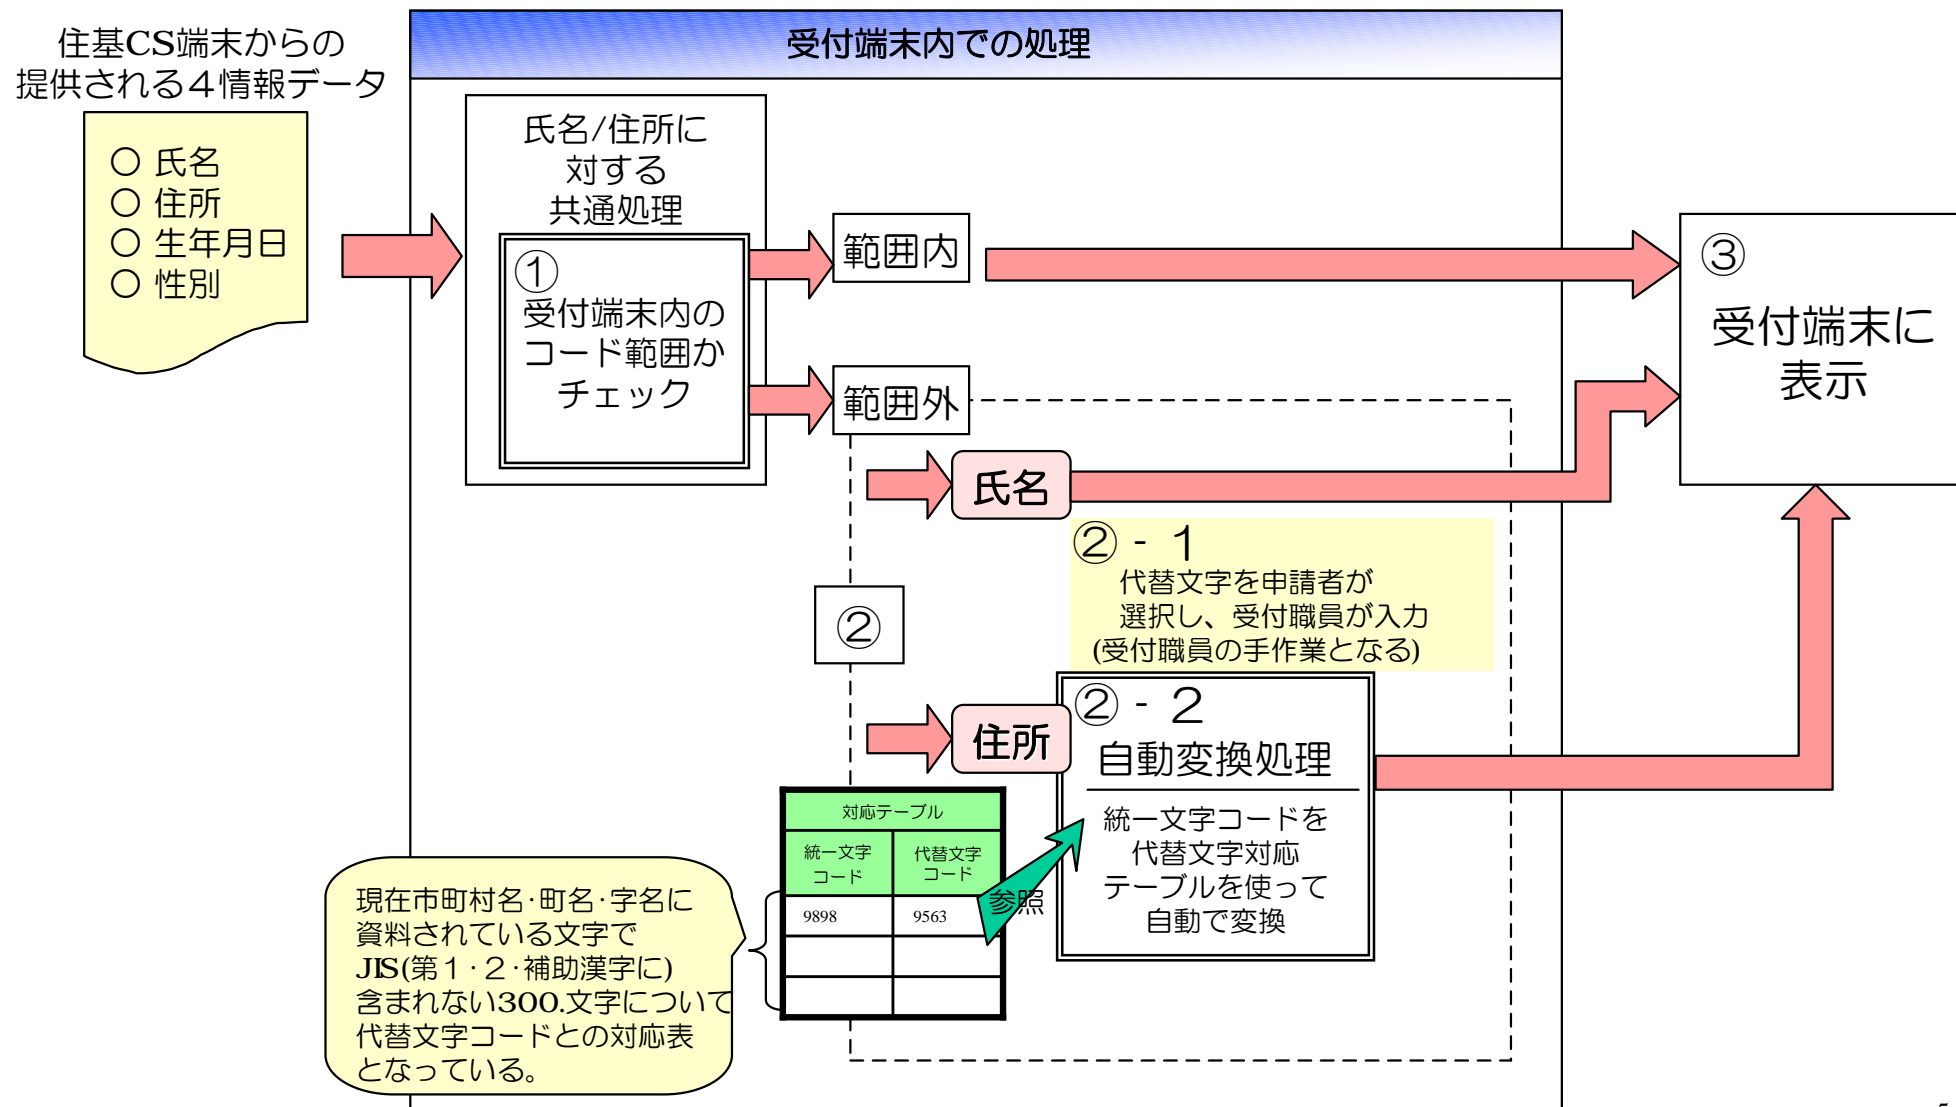 住基CS端末からの
提供される4情報データ
○ 氏名
○ 住所
○ 生年月日
○ 性別
受付端末内での処理
氏名/住所に
対する
共通処理
①
受付端末内の
コード範囲か
チェック
範囲内
範囲外
氏名
②-1
代替文字を申請者が
選択し、受付職員が入力
(受付職員の手作業となる)
②
住所
②-2
自動変換処理
統一文字コードを
代替文字対応
テーブルを使って
自動で変換
参照
対応テーブル
統一文字
コード
代替文字
コード
9898
9563
現在市町村名・町名・字名に
資料されている文字で
JIS(第1・2・補助漢字に)
含まれない300.文字について
代替文字コードとの対応表
となっている。
③
受付端末に
表示